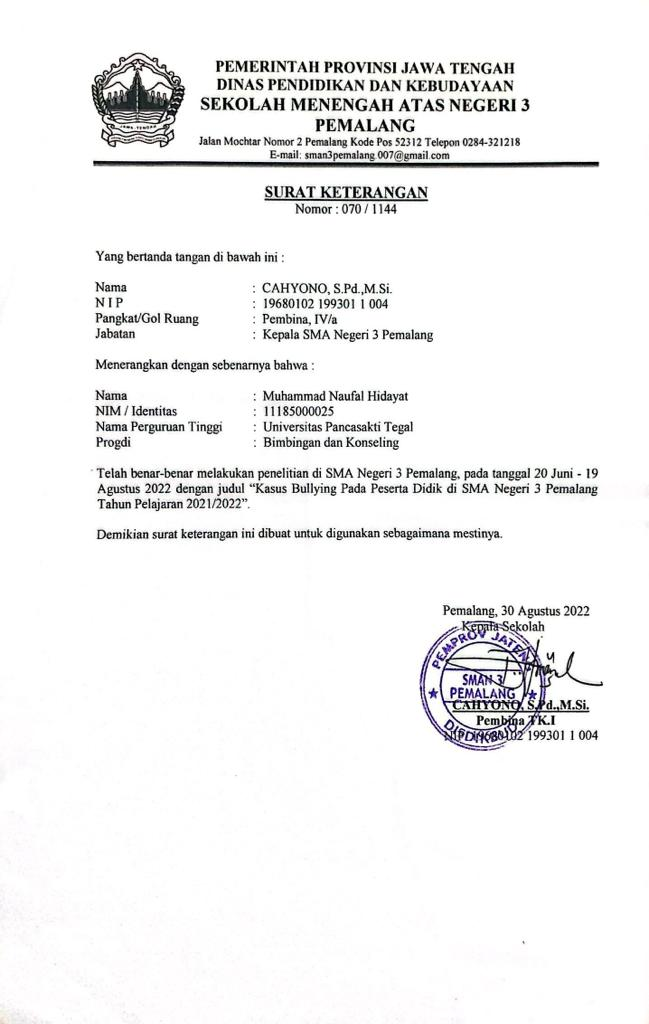 PEMERINTAH PROVINSI JAWA TENGAH
DINAS PENDIDIKAN DAN KEBUDAYAAN
SEKOLAH MENENGAH ATAS NEGERI 3
PEMALANG
Jalan Mochtar Nomor 2 Pemalang Kode Pos 52312 Telepon 0284-321218
E-mail: sman3pemalang.007@gmail.com
JAWA TENGAH
SURAT KETERANGAN
Nomor : 070 / 1144
Yang bertanda tangan di bawah ini :
Nama : CAHYONO, S.Pd.,M.Si.
N I P : 19680102 199301 1 004
Pangkat/Gol Ruang : Pembina, IV/a
Jabatan : Kepala SMA Negeri 3 Pemalang
Menerangkan dengan sebenarnya bahwa :
Nama : Muhammad Naufal Hidayat
NIM / Identitas : 11185000025
Nama Perguruan Tinggi : Universitas Pancasakti Tegal
Progdi : Bimbingan dan Konseling
Telah benar-benar melakukan penelitian di SMA Negeri 3 Pemalang, pada tanggal 20 Juni - 19
Agustus 2022 dengan judul “Kasus Bullying Pada Peserta Didik di SMA Negeri 3 Pemalang
Tahun Pelajaran 2021/2022”.
Demikian surat keterangan ini dibuat untuk digunakan sebagaimana mestinya.
Pemalang, 30 Agustus 2022
Kepala Sekolah
PEMPROV JATENG
SMAN 3
PEMALANG
DISDIKBUD
CAHYONO, S.Pd.,M.Si.
Pembina TK.I
NIP. 19680102 199301 1 004